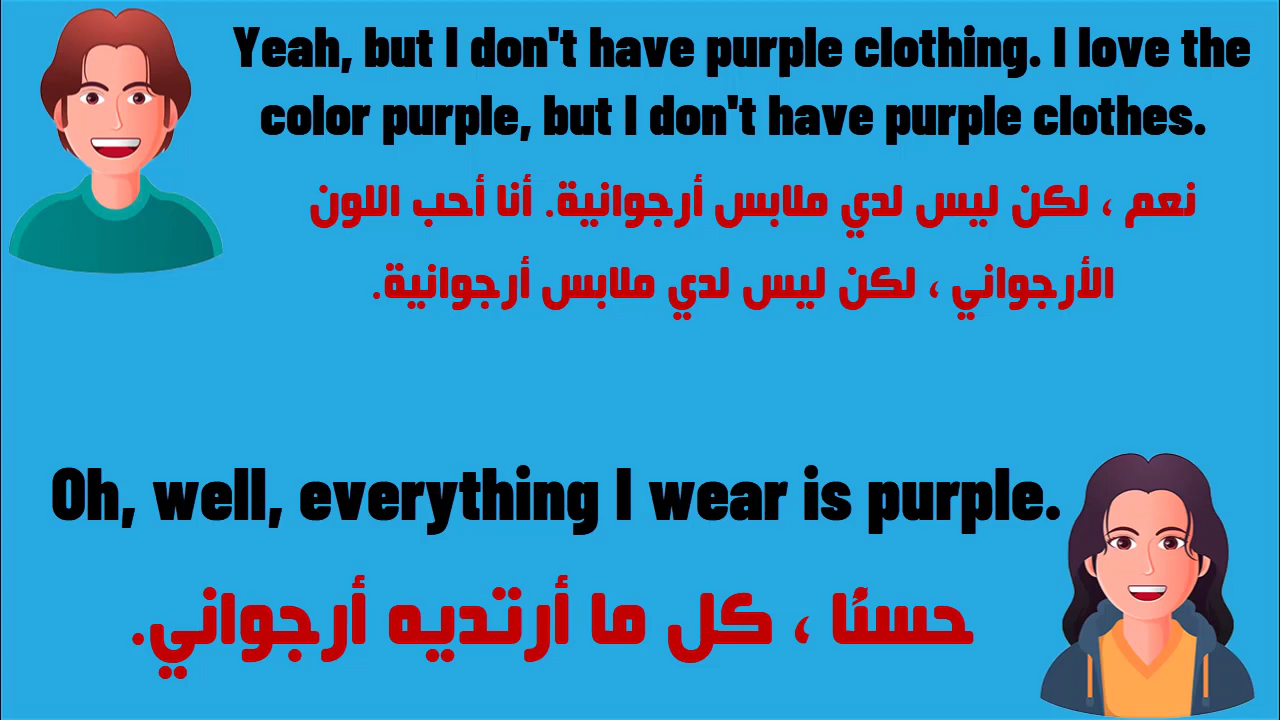 Yeah, but I don't have purple clothing. I love the
color purple, but I don't have purple clothes.
نعم ، لكن ليس لدي ملابس أرجوانية. أنا أحب اللون
الأرجواني ، لكن ليس لدي ملابس أرجوانية.
Oh, well, everything I wear is purple.
حسنًا ، كل ما أرتديه أرجواني.